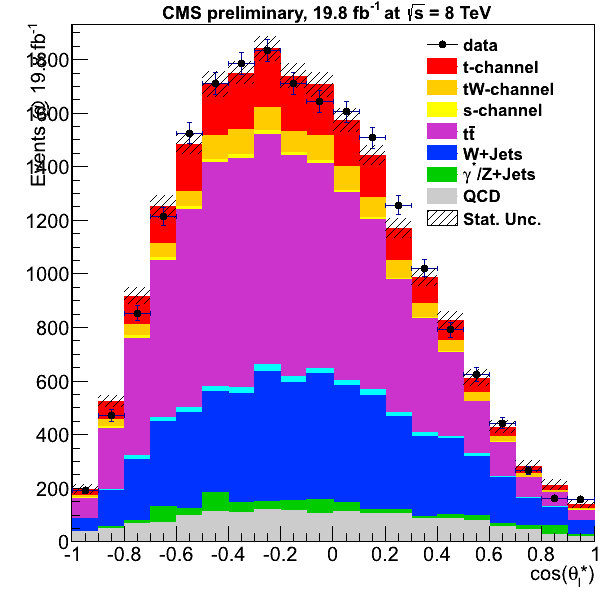 CMS preliminary, 19.8 fb⁻¹ at √s = 8 TeV
Events @ 19.8 fb⁻¹
1800
1600
1400
1200
1000
800
600
400
200
0
data
t-channel
tW-channel
s-channel
tt̄
W+Jets
γ*/Z+Jets
QCD
Stat. Unc.
-1 -0.8 -0.6 -0.4 -0.2 0 0.2 0.4 0.6 0.8 1
cos(θₗ*)